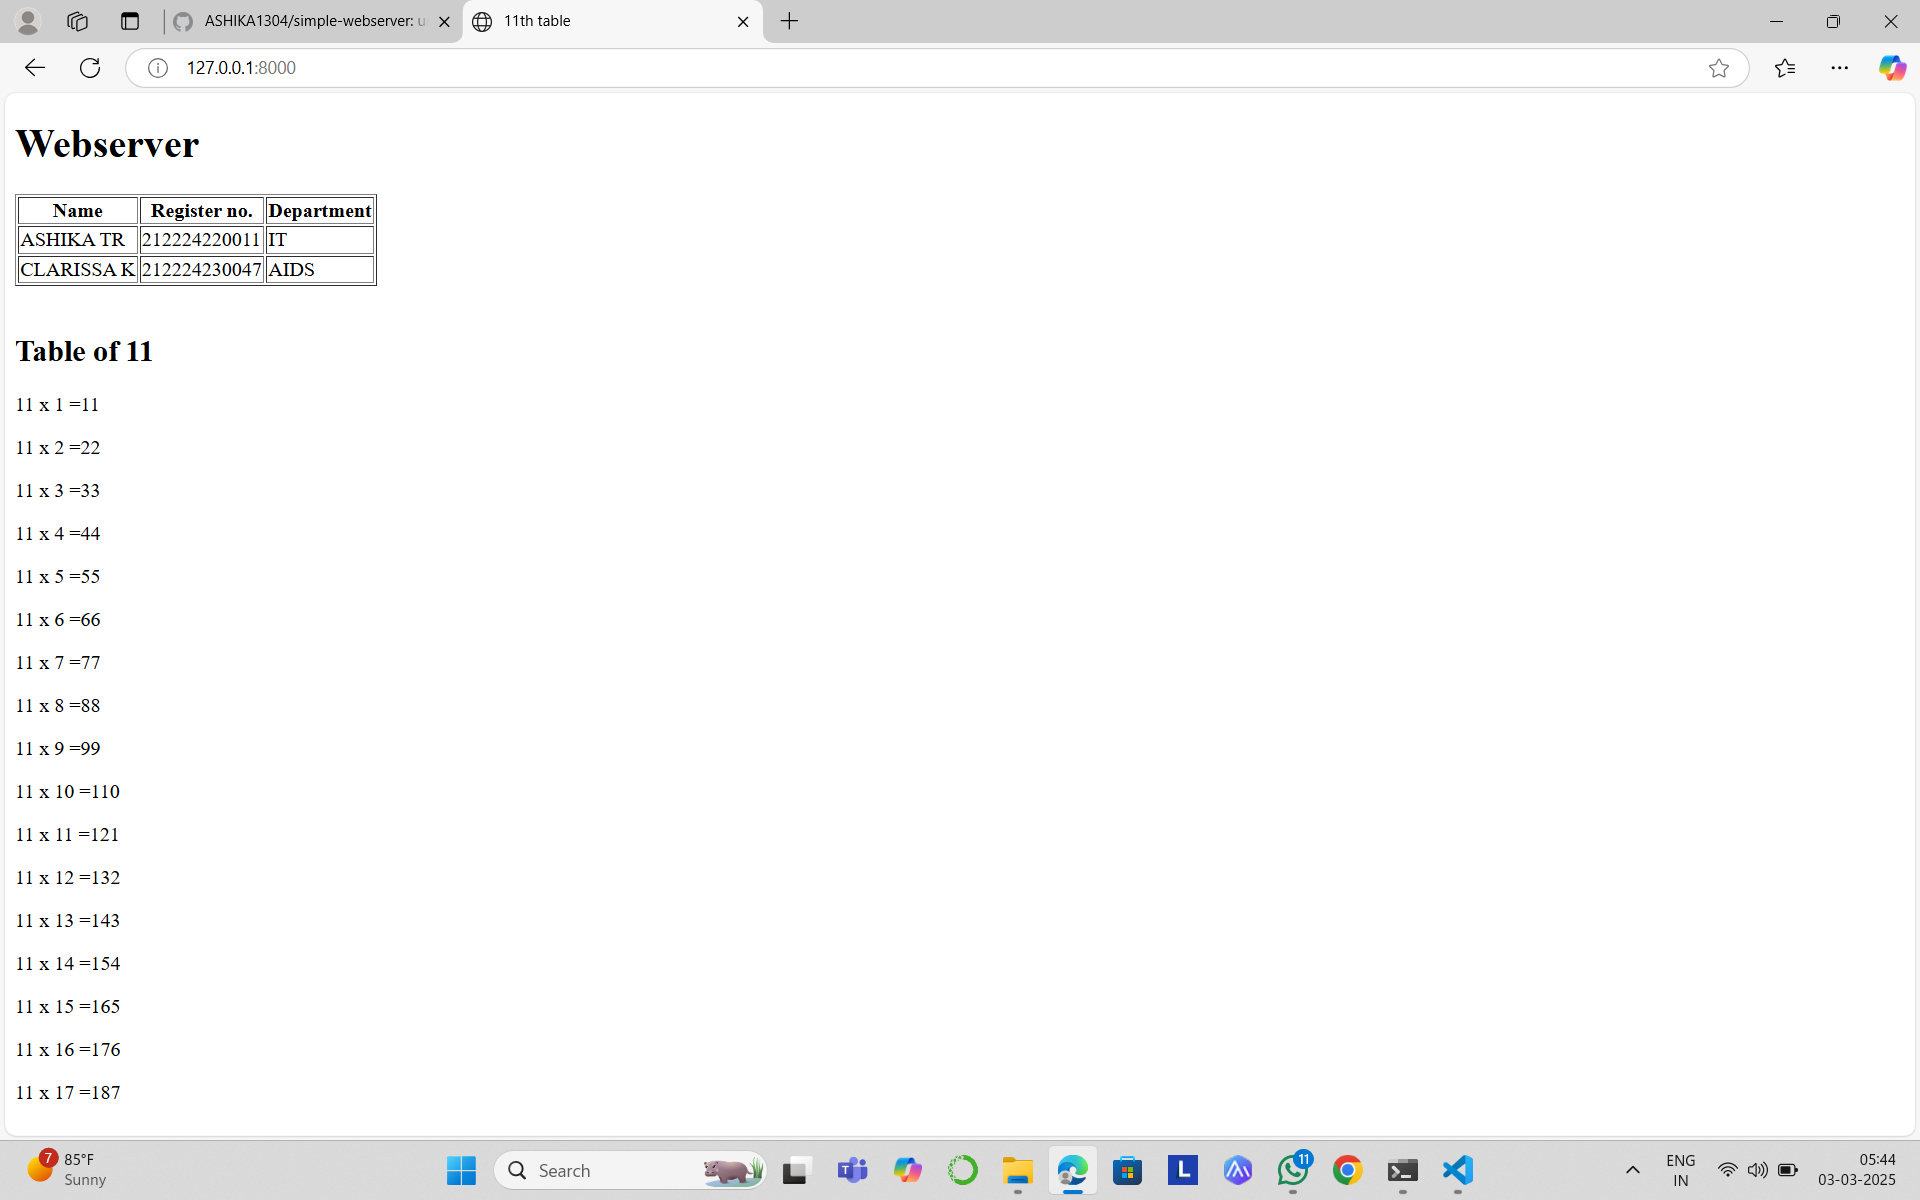 ASHIKA1304/simple-webserver: u
11th table
127.0.0.1:8000
Webserver
Name Register no. Department
ASHIKA TR 212224220011 IT
CLARISSA K 212224230047 AIDS
Table of 11
11 x 1 =11
11 x 2 =22
11 x 3 =33
11 x 4 =44
11 x 5 =55
11 x 6 =66
11 x 7 =77
11 x 8 =88
11 x 9 =99
11 x 10 =110
11 x 11 =121
11 x 12 =132
11 x 13 =143
11 x 14 =154
11 x 15 =165
11 x 16 =176
11 x 17 =187
7
85°F
Sunny
Search
T
L
11
ENG
IN
05:44
03-03-2025